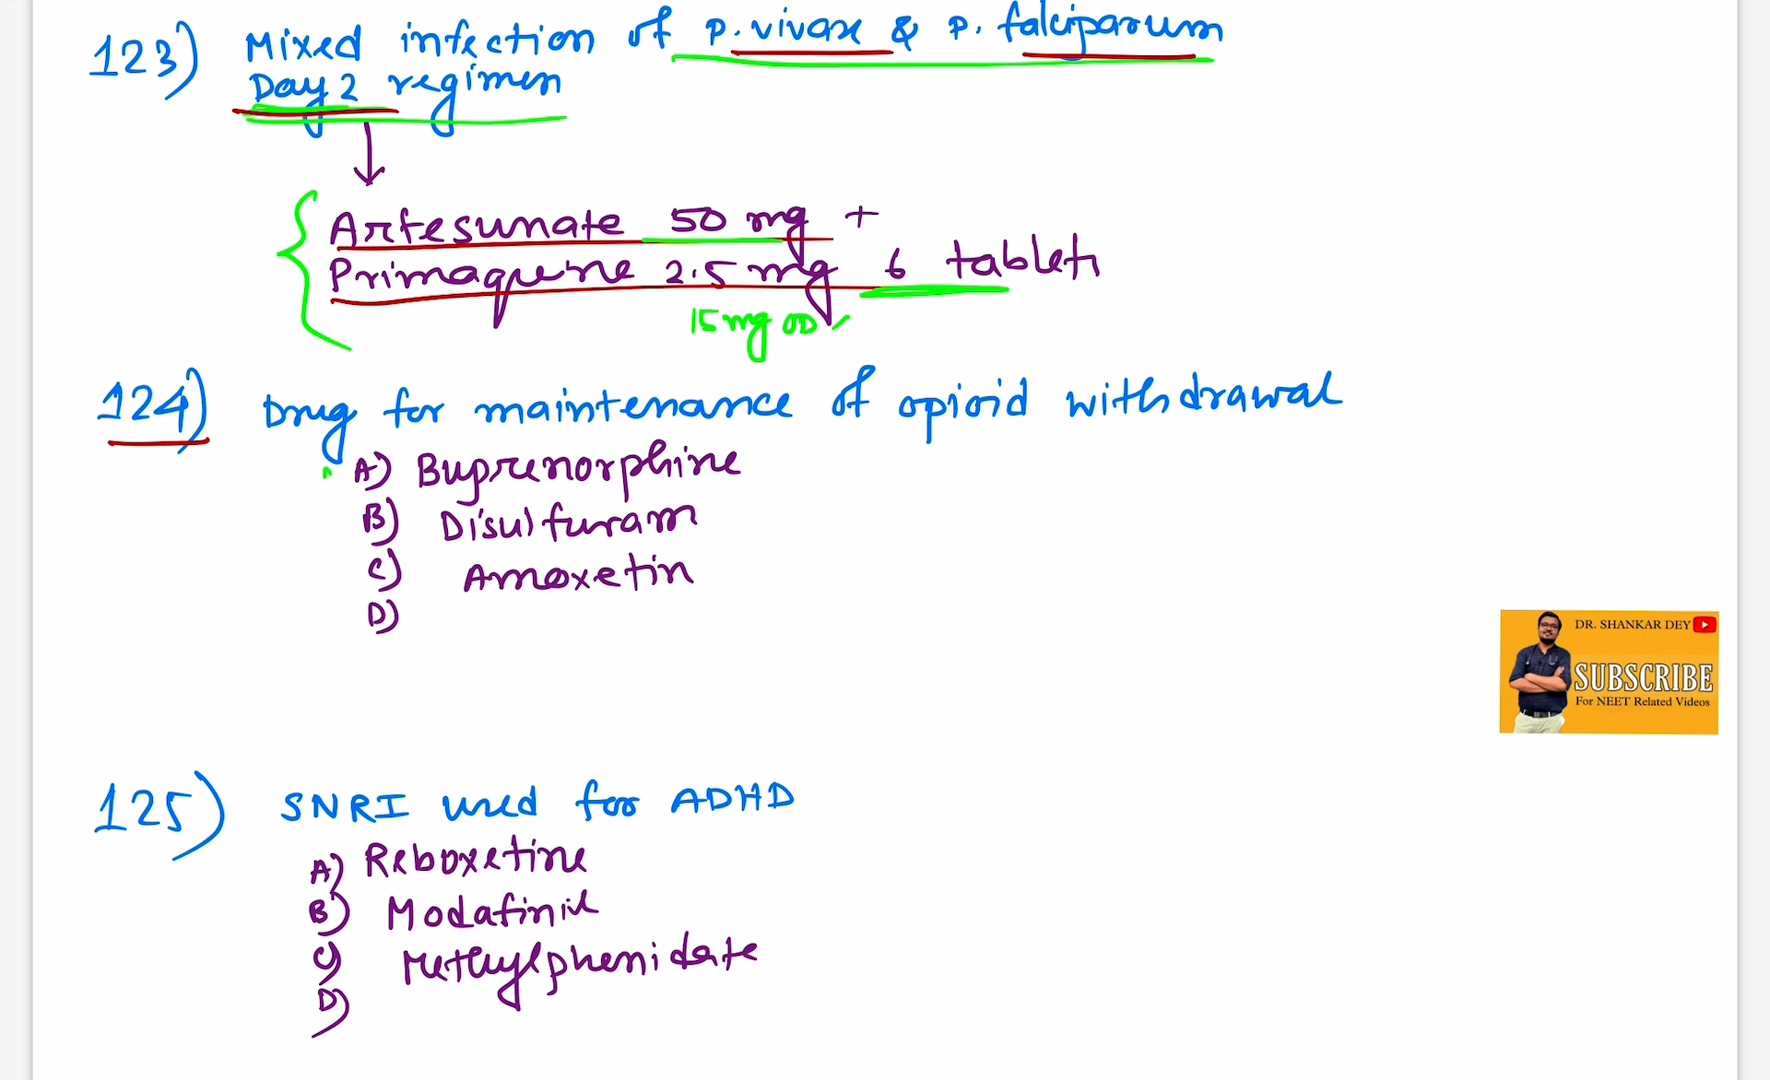 123) Mixed infection of P. vivax & P. falciparum
Day 2 regimen
Artesunate 50 mg +
Primaquine 2.5 mg 6 tablets
15 mg OD
124) Drug for maintenance of opioid withdrawal
A) Buprenorphine
B) Disulfuram
C) Amoxetin
D)
DR. SHANKAR DEY
SUBSCRIBE
For NEET Related Videos
125) SNRI used for ADHD
A) Reboxetine
B) Modafinil
C) Methylphenidate
D)